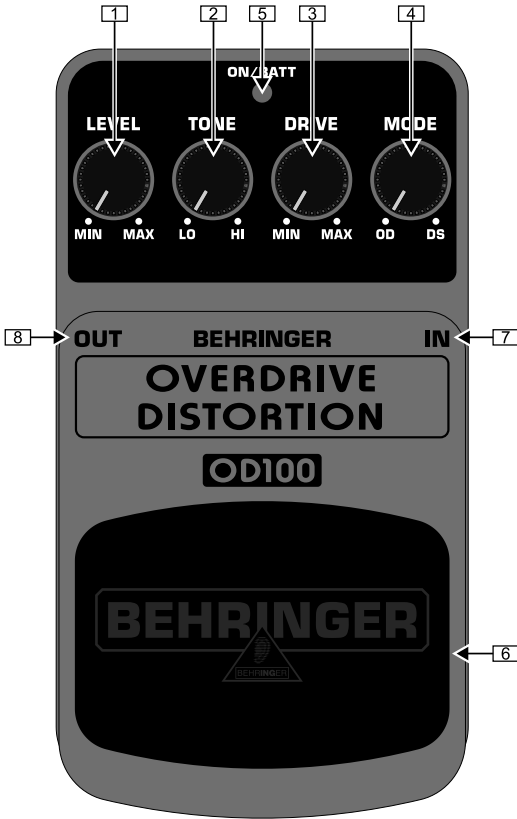 1 2 5 3 4
ON/BATT
LEVEL TONE DRIVE MODE
MIN MAX LO HI MIN MAX OD DS
8 OUT BEHRINGER IN 7
OVERDRIVE
DISTORTION
OD100
BEHRINGER
6
BEHRINGER